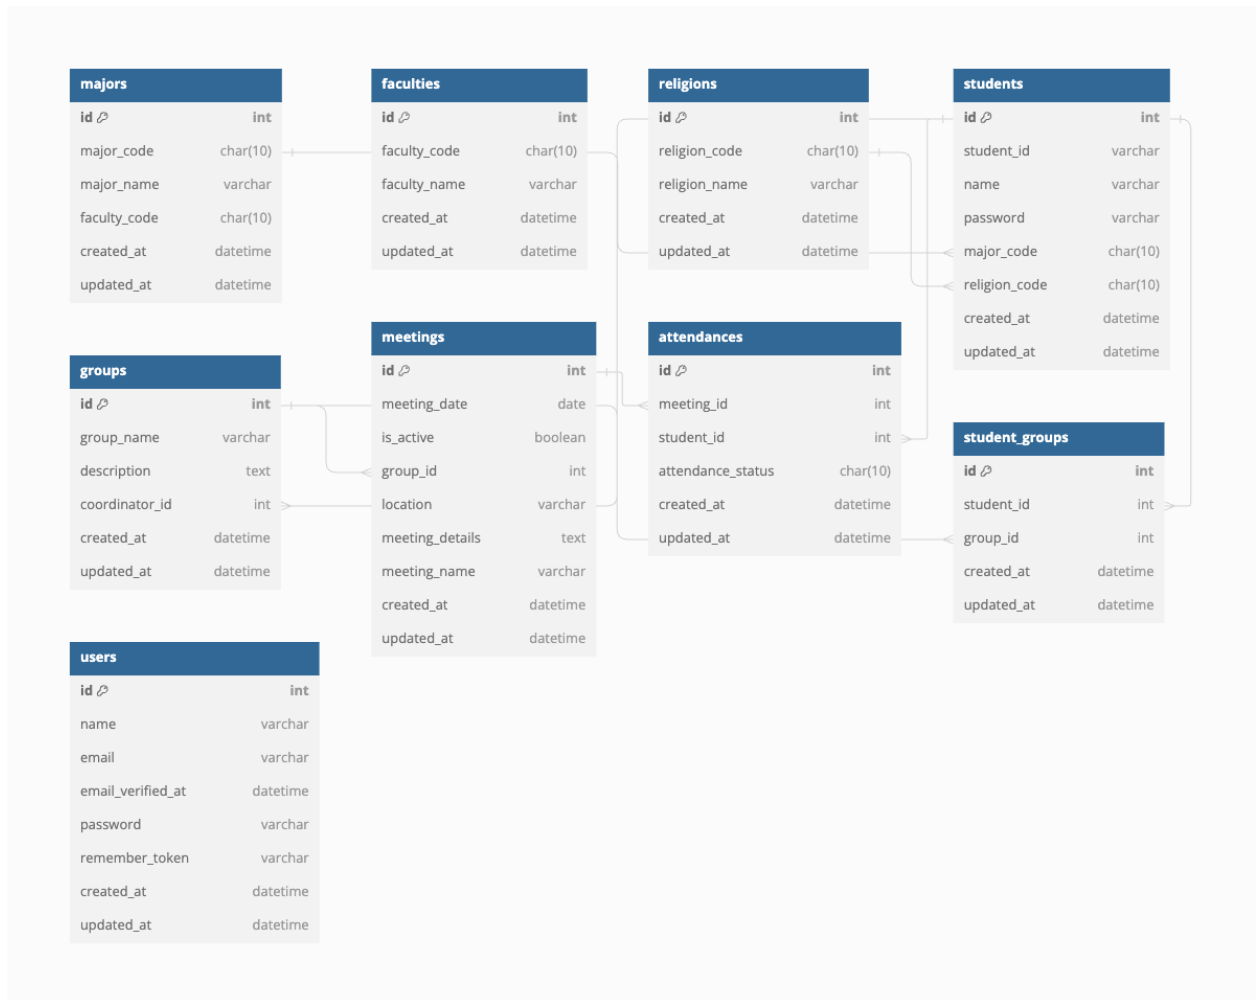 majors
id int
major_code char(10)
major_name varchar
faculty_code char(10)
created_at datetime
updated_at datetime
faculties
id int
faculty_code char(10)
faculty_name varchar
created_at datetime
updated_at datetime
religions
id int
religion_code char(10)
religion_name varchar
created_at datetime
updated_at datetime
students
id int
student_id varchar
name varchar
password varchar
major_code char(10)
religion_code char(10)
created_at datetime
updated_at datetime
groups
id int
group_name varchar
description text
coordinator_id int
created_at datetime
updated_at datetime
meetings
id int
meeting_date date
is_active boolean
group_id int
location varchar
meeting_details text
meeting_name varchar
created_at datetime
updated_at datetime
attendances
id int
meeting_id int
student_id int
attendance_status char(10)
created_at datetime
updated_at datetime
student_groups
id int
student_id int
group_id int
created_at datetime
updated_at datetime
users
id int
name varchar
email varchar
email_verified_at datetime
password varchar
remember_token varchar
created_at datetime
updated_at datetime